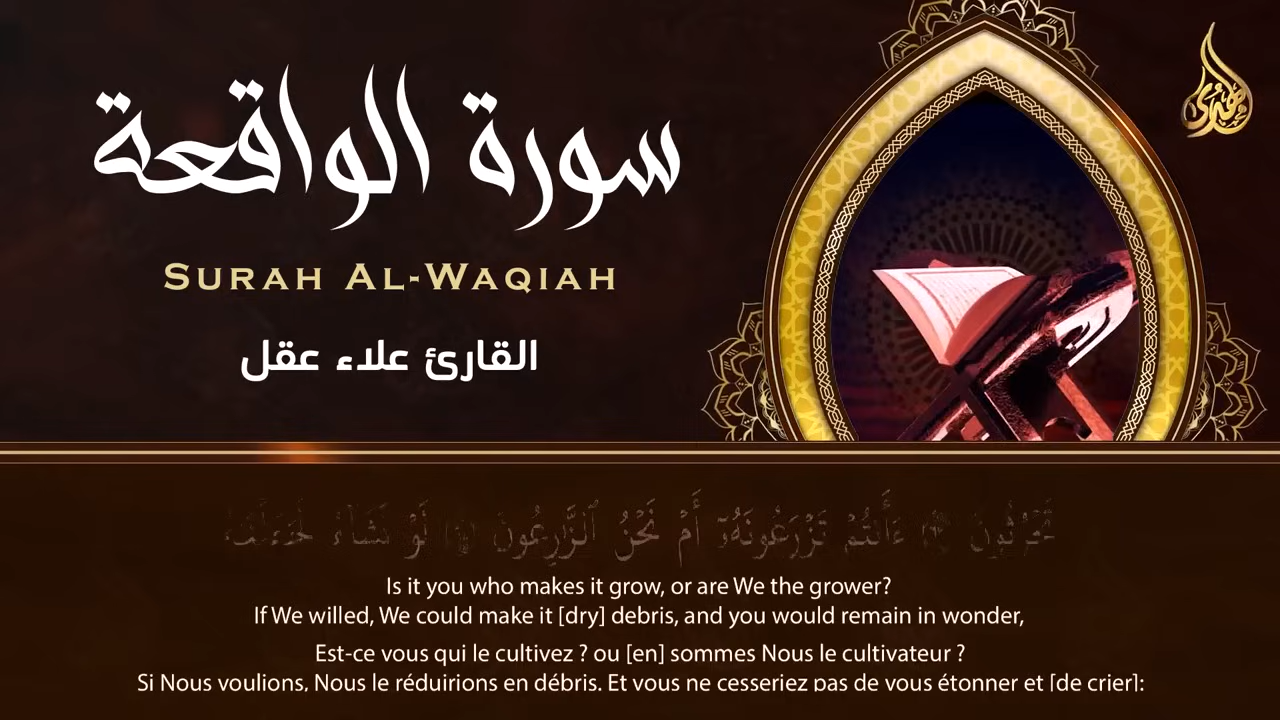 سورة الواقعة
SURAH AL-WAQIAH
القارئ علاء عقل
تَحْرُثُونَ ءَأَنتُمْ تَزْرَعُونَهُۥٓ أَمْ نَحْنُ ٱلزَّٰرِعُونَ لَوْ نَشَآءُ
Is it you who makes it grow, or are We the grower?
If We willed, We could make it [dry] debris, and you would remain in wonder,
Est-ce vous qui le cultivez ? ou [en] sommes Nous le cultivateur ?
Si Nous voulions, Nous le réduirions en débris. Et vous ne cesseriez pas de vous étonner et [de crier]: